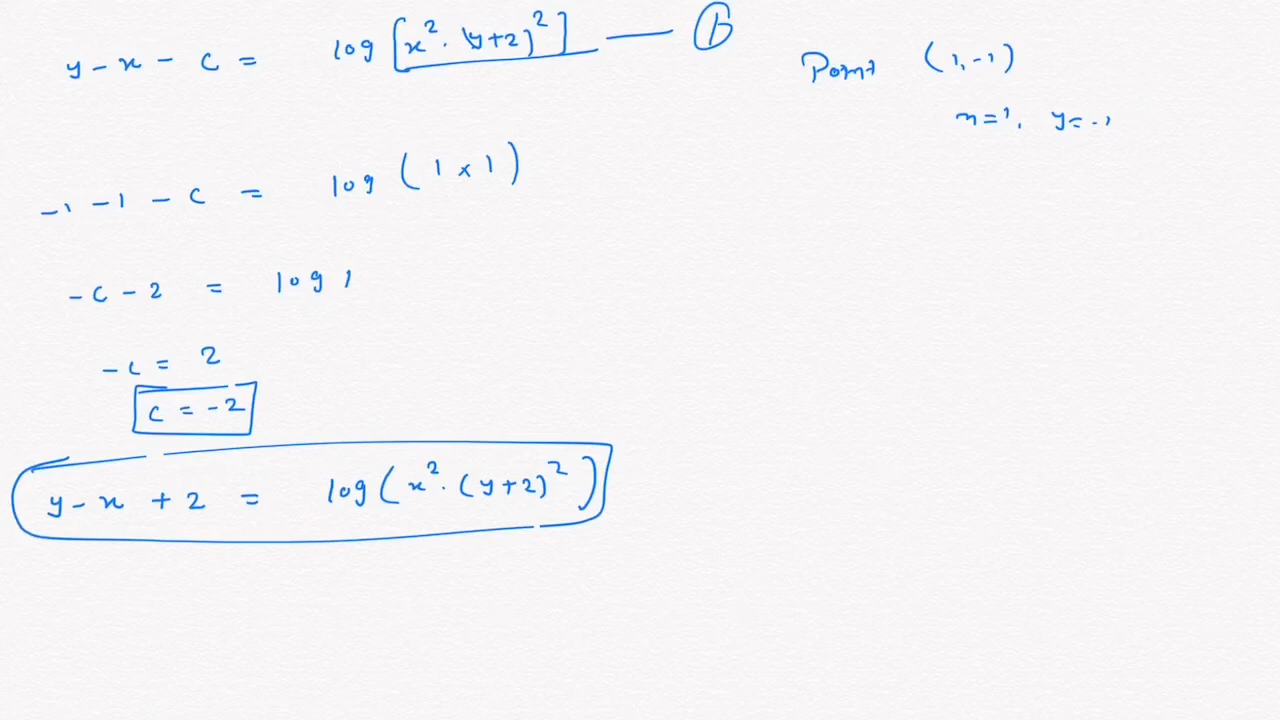 y - x - c = log [x² · (y+2)²] — ①
Point (1, -1)
x = 1, y = -1
-1 - 1 - c = log (1 × 1)
-c - 2 = log 1
-c = 2
c = -2
y - x + 2 = log (x² · (y+2)²)